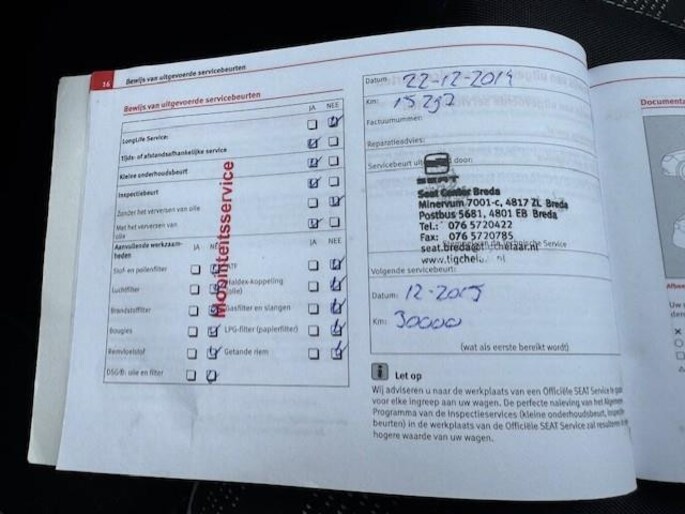 16 Bewijs van uitgevoerde servicebeurten
Bewijs van uitgevoerde servicebeurten
JA NEE
LongLife Service:
Tijds- of afstandsafhankelijke service
Kleine onderhoudsbeurt
Inspectiebeurt
Zonder het verversen van olie
Met het verversen van olie
Mobiliteitsservice
Aanvullende werkzaamheden
JA
JA NEE
Stof- en pollenfilter
Luchtfilter
Haldex-koppeling (olie)
Brandstoffilter
Gasfilter en slangen
Bougies
LPG-filter (papierfilter)
Remvloeistof
Getande riem
DSG®: olie en filter
Datum: 22-12-2014
Km: 15292
Factuurnummer:
Reparatieadvies:
Servicebeurt door:
SEAT
Seat Center Breda
Minervum 7001-c, 4817 ZL Breda
Postbus 5681, 4801 EB Breda
Tel.: 076 5720422
Fax: 076 5720785
Service
www.tigchel
Volgende servicebeurt:
Datum: 12-2015
Km: 30000
(wat als eerste bereikt wordt)
i Let op
Wij adviseren u naar de werkplaats van een Officiële SEAT Service te gaan
voor elke ingreep aan uw wagen. De perfecte naleving van het Algemeen
Programma van de Inspectieservices (kleine onderhoudsbeurt, Inspectie-
beurten) in de werkplaats van de Officiële SEAT Service zal resulteren in
hogere waarde van uw wagen.
Documenta
Afbee
Uw
den